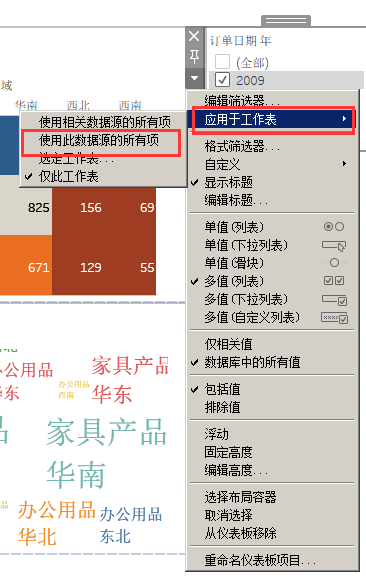 订单日期 年
(全部)
2009
域
华南 西北 西南
825 156 69
671 129 55
使用相关数据源的所有项
使用此数据源的所有项
选定工作表...
仅此工作表
编辑筛选器...
应用于工作表
格式筛选器...
自定义
显示标题
编辑标题...
单值(列表)
单值(下拉列表)
单值(滑块)
多值(列表)
多值(下拉列表)
多值(自定义列表)
仅相关值
数据库中的所有值
包括值
排除值
浮动
固定高度
编辑高度...
选择布局容器
取消选择
从仪表板移除
重命名仪表板项目...
北
公用品
东
办公用品
西南
家具产品
华东
家具产品
华南
办公用品
华北
办公用品
东北